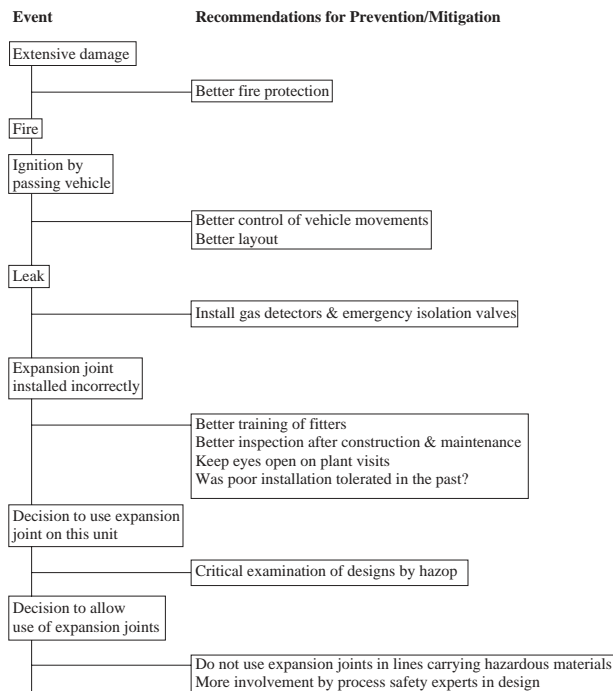 Event Recommendations for Prevention/Mitigation
Extensive damage
Better fire protection
Fire
Ignition by
passing vehicle
Better control of vehicle movements
Better layout
Leak
Install gas detectors & emergency isolation valves
Expansion joint
installed incorrectly
Better training of fitters
Better inspection after construction & maintenance
Keep eyes open on plant visits
Was poor installation tolerated in the past?
Decision to use expansion
joint on this unit
Critical examination of designs by hazop
Decision to allow
use of expansion joints
Do not use expansion joints in lines carrying hazardous materials
More involvement by process safety experts in design